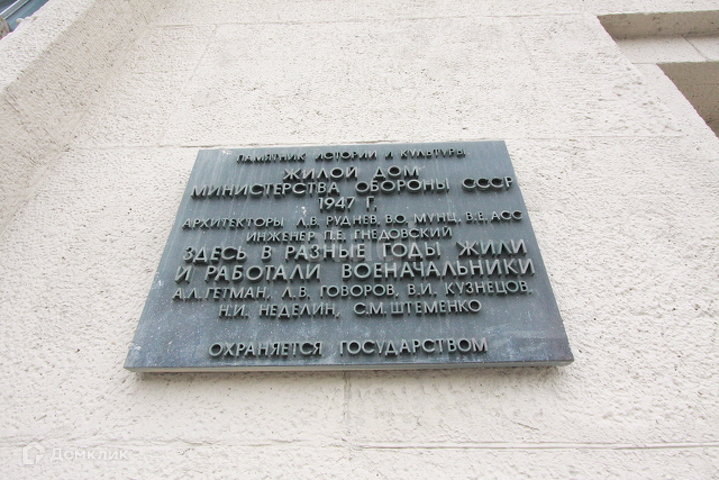 ПАМЯТНИК ИСТОРИИ И КУЛЬТУРЫ
ЖИЛОЙ ДОМ
МИНИСТЕРСТВА ОБОРОНЫ СССР
1947 Г.
АРХИТЕКТОРЫ Л.В. РУДНЕВ, В.О. МУНЦ, В.Е. АСС
ИНЖЕНЕР П.Е. ГНЕДОВСКИЙ
ЗДЕСЬ В РАЗНЫЕ ГОДЫ ЖИЛИ
И РАБОТАЛИ ВОЕНАЧАЛЬНИКИ
А.Л. ГЕТМАН, Л.В. ГОВОРОВ, В.И. КУЗНЕЦОВ,
Н.И. НЕДЕЛИН, С.М. ШТЕМЕНКО
ОХРАНЯЕТСЯ ГОСУДАРСТВОМ
Домклик